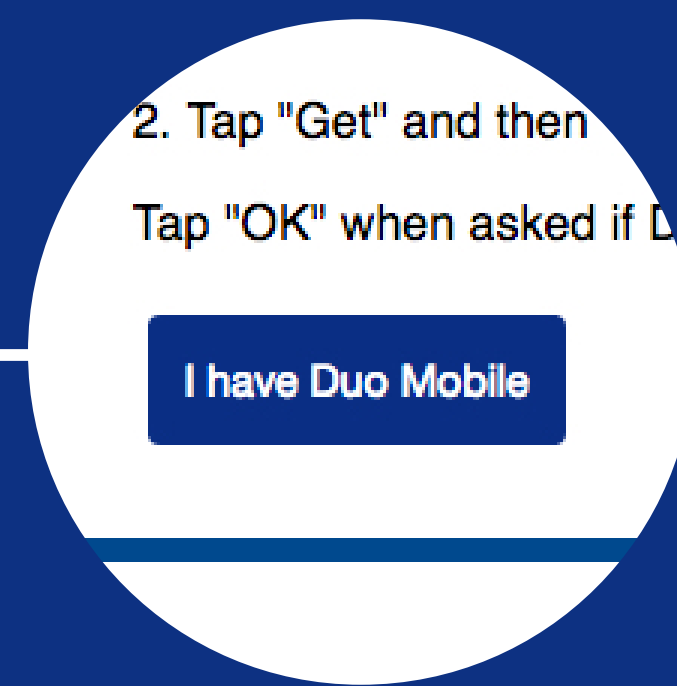 2. Tap "Get" and then
Tap "OK" when asked if
I have Duo Mobile